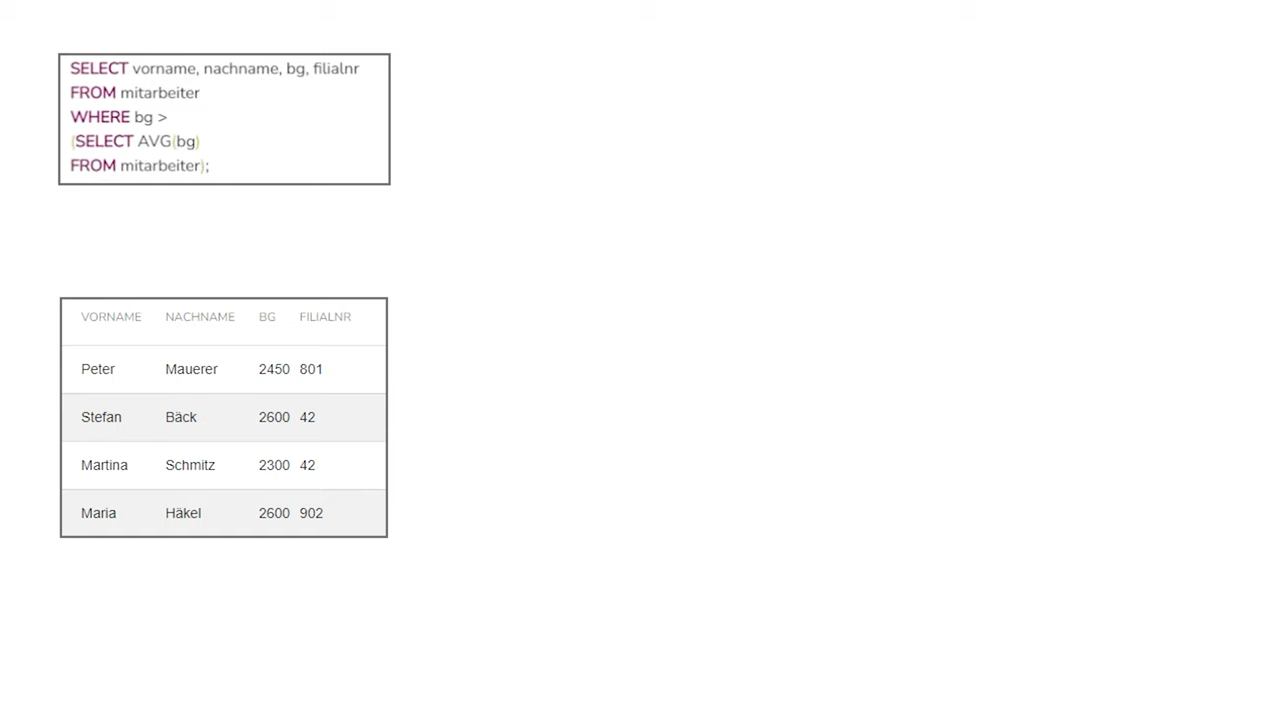 SELECT vorname, nachname, bg, filialnr
FROM mitarbeiter
WHERE bg >
(SELECT AVG(bg)
FROM mitarbeiter);
VORNAME NACHNAME BG FILIALNR
Peter Mauerer 2450 801
Stefan Bäck 2600 42
Martina Schmitz 2300 42
Maria Häkel 2600 902